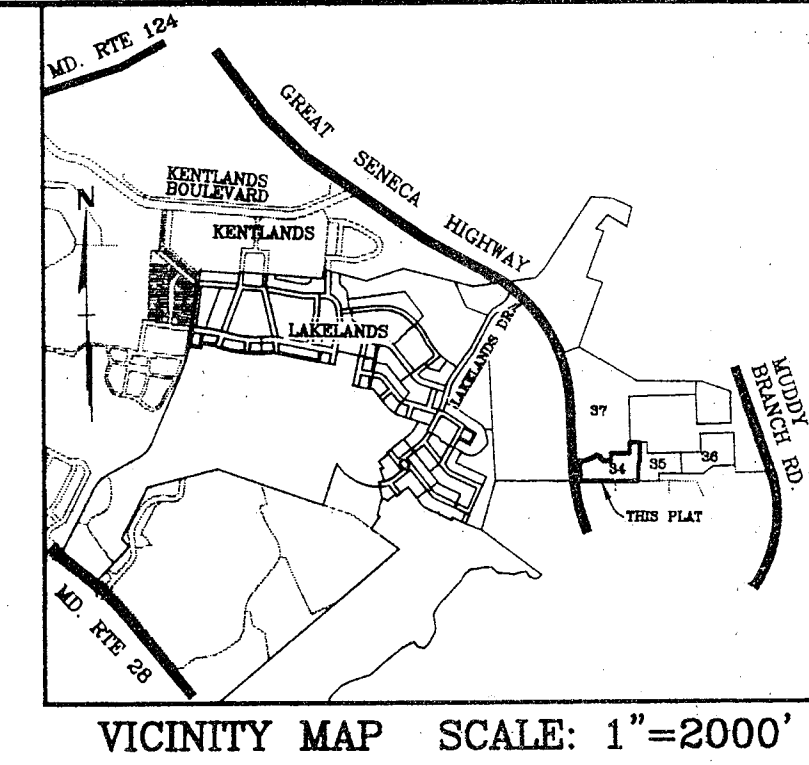 MD. RTE 124
GREAT SENECA HIGHWAY
KENTLANDS
BOULEVARD
N
KENTLANDS
LAKELANDS
LAKELANDS DR
MUDDY
BRANCH RD.
37
34
35
36
THIS PLAT
MD. RTE 28
VICINITY MAP SCALE: 1"=2000'